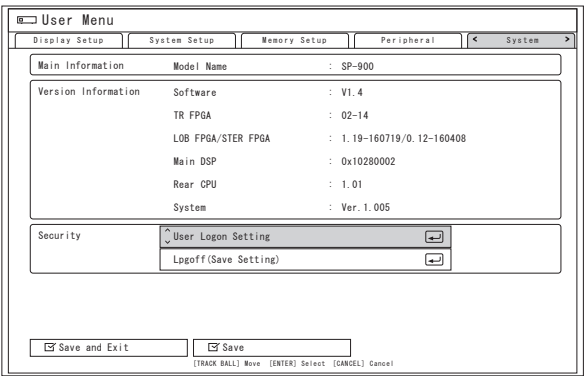 User Menu
Display Setup System Setup Memory Setup Peripheral < System >
Main Information Model Name : SP-900
Version Information Software : V1.4
TR FPGA : 02-14
LOB FPGA/STER FPGA : 1.19-160719/0.12-160408
Main DSP : 0x10280002
Rear CPU : 1.01
System : Ver.1.005
Security User Logon Setting
Lpgoff(Save Setting)
Save and Exit Save
[TRACK BALL] Move [ENTER] Select [CANCEL] Cancel